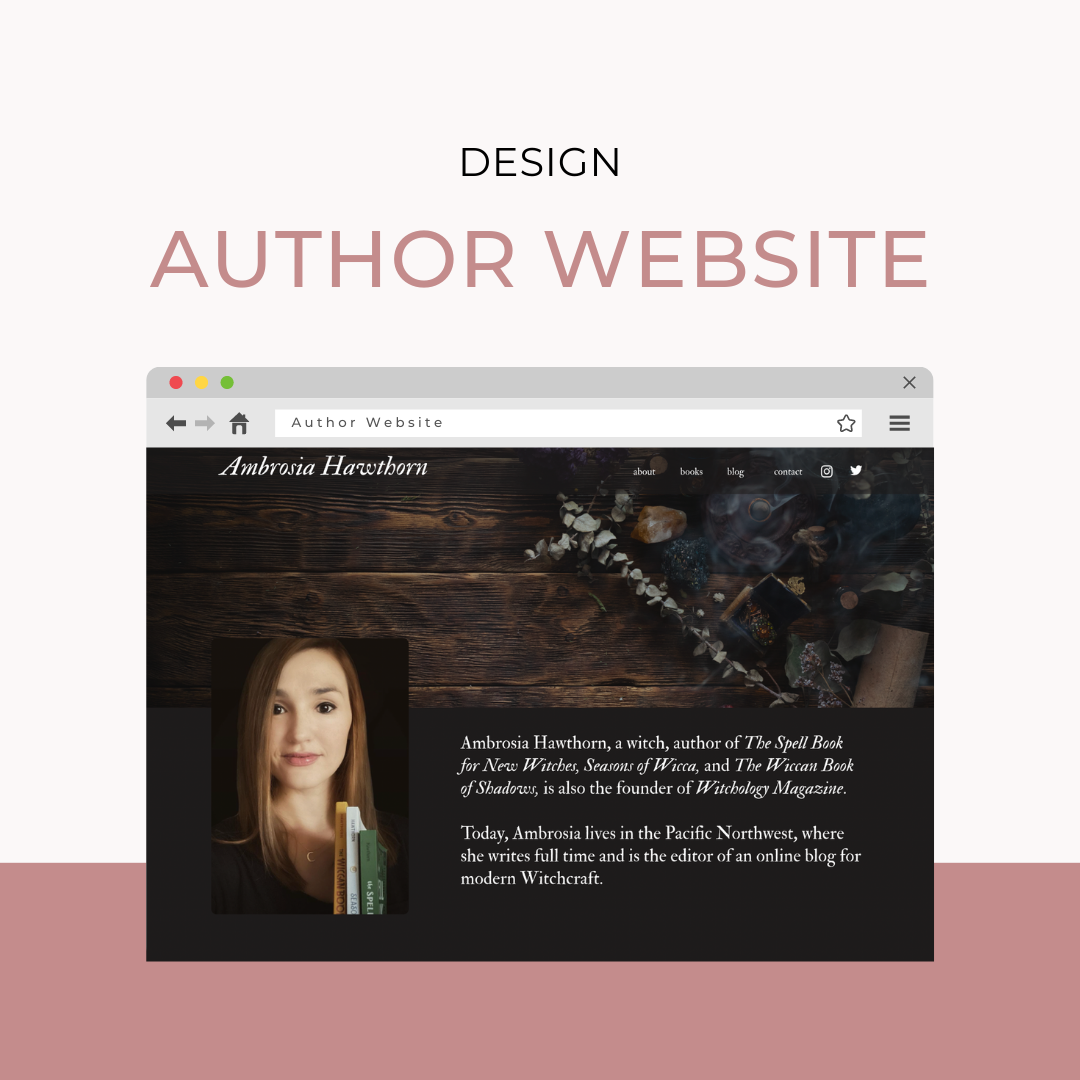 DESIGN
AUTHOR WEBSITE
Author Website
Ambrosia Hawthorn
about books blog contact
Ambrosia Hawthorn, a witch, author of The Spell Book
for New Witches, Seasons of Wicca, and The Wiccan Book
of Shadows, is also the founder of Witchology Magazine.
Today, Ambrosia lives in the Pacific Northwest, where
she writes full time and is the editor of an online blog for
modern Witchcraft.